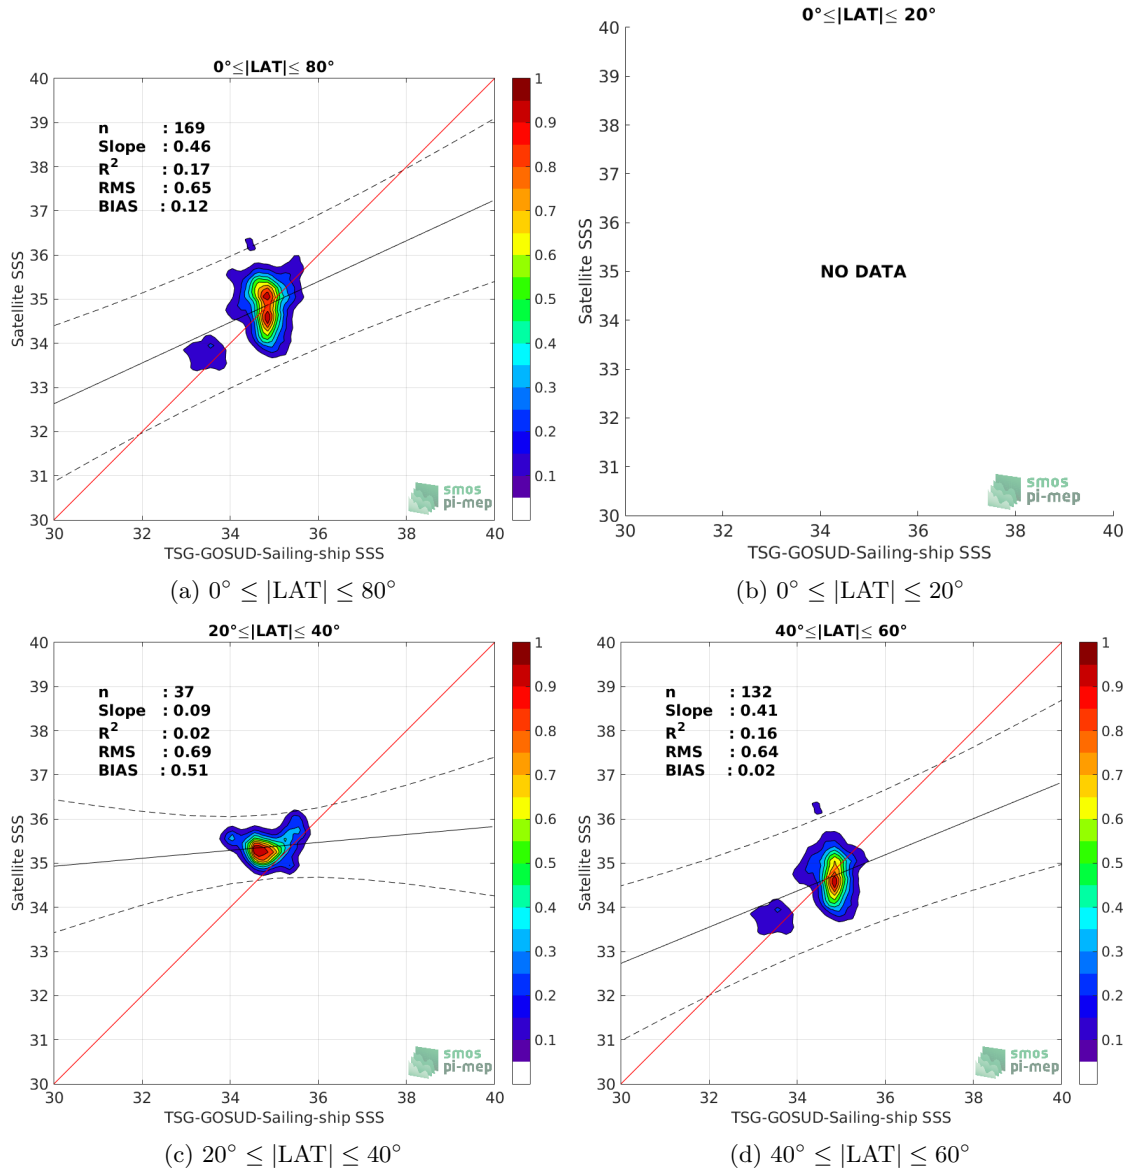 0°≤|LAT|≤ 80°
40
39
38
37
36
35
34
33
32
31
30
Satellite SSS
n : 169
Slope : 0.46
R² : 0.17
RMS : 0.65
BIAS : 0.12
1
0.9
0.8
0.7
0.6
0.5
0.4
0.3
0.2
0.1
smos
pi-mep
30 32 34 36 38 40
TSG-GOSUD-Sailing-ship SSS
(a) 0° ≤ |LAT| ≤ 80°
0°≤|LAT|≤ 20°
40
39
38
37
36
35
34
33
32
31
30
Satellite SSS
NO DATA
smos
pi-mep
30 32 34 36 38 40
TSG-GOSUD-Sailing-ship SSS
(b) 0° ≤ |LAT| ≤ 20°
20°≤|LAT|≤ 40°
40
39
38
37
36
35
34
33
32
31
30
Satellite SSS
n : 37
Slope : 0.09
R² : 0.02
RMS : 0.69
BIAS : 0.51
1
0.9
0.8
0.7
0.6
0.5
0.4
0.3
0.2
0.1
smos
pi-mep
30 32 34 36 38 40
TSG-GOSUD-Sailing-ship SSS
(c) 20° ≤ |LAT| ≤ 40°
40°≤|LAT|≤ 60°
40
39
38
37
36
35
34
33
32
31
30
Satellite SSS
n : 132
Slope : 0.41
R² : 0.16
RMS : 0.64
BIAS : 0.02
1
0.9
0.8
0.7
0.6
0.5
0.4
0.3
0.2
0.1
smos
pi-mep
30 32 34 36 38 40
TSG-GOSUD-Sailing-ship SSS
(d) 40° ≤ |LAT| ≤ 60°